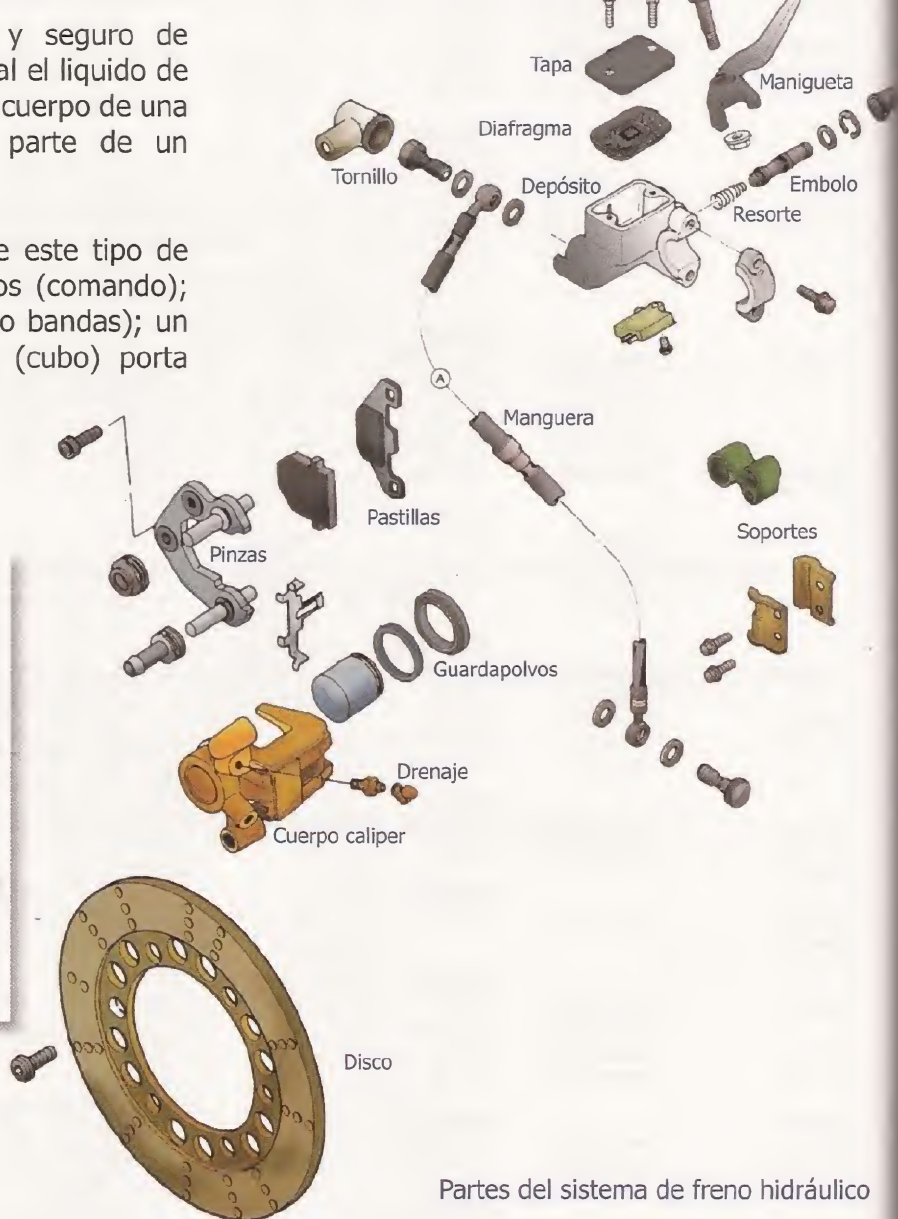 y seguro de
al el liquido de
cuerpo de una
parte de un
e este tipo de
os (comando);
o bandas); un
(cubo) porta
Tapa
Manigueta
Diafragma
Tornillo
Depósito
Embolo
Resorte
A
Manguera
Pastillas
Soportes
Pinzas
Guardapolvos
Drenaje
Cuerpo caliper
Disco
Partes del sistema de freno hidráulico